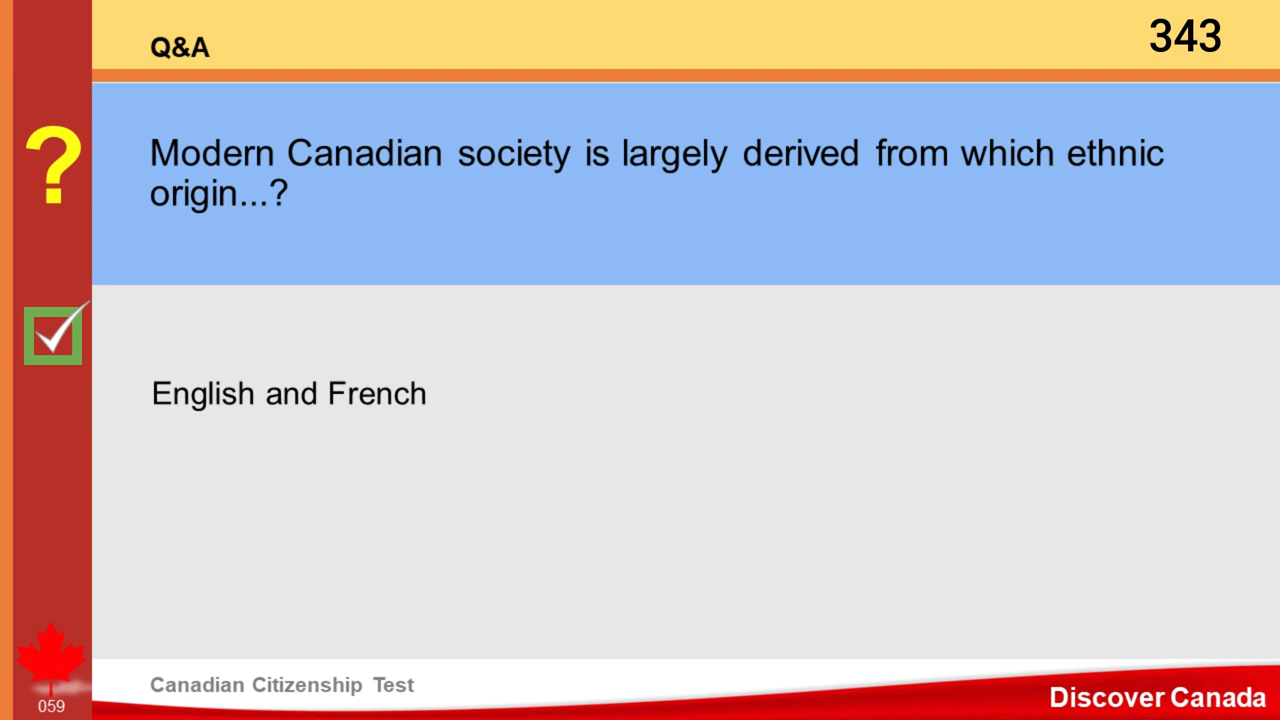 Q&A
343
?
Modern Canadian society is largely derived from which ethnic
origin...?
English and French
059
Canadian Citizenship Test
Discover Canada